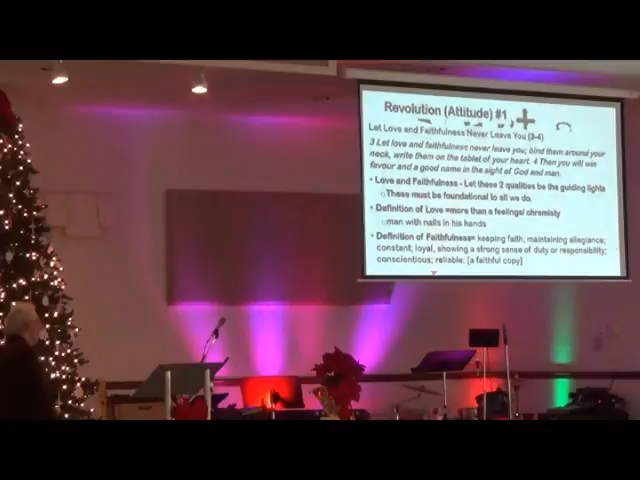 Revolution (Attitude) #1
Let Love and Faithfulness Never Leave You (3-4)
3 Let love and faithfulness never leave you; bind them around your
neck, write them on the tablet of your heart. 4 Then you will win
favour and a good name in the sight of God and man.
• Love and Faithfulness - Let these 2 qualities be the guiding lights
o These must be foundational to all we do.
• Definition of Love =more than a feelings/ chremisty
o man with nails in his hands
• Definition of Faithfulness= keeping faith, maintaining allegiance;
constant; loyal, showing a strong sense of duty or responsibility;
conscientious; reliable; [a faithful copy]